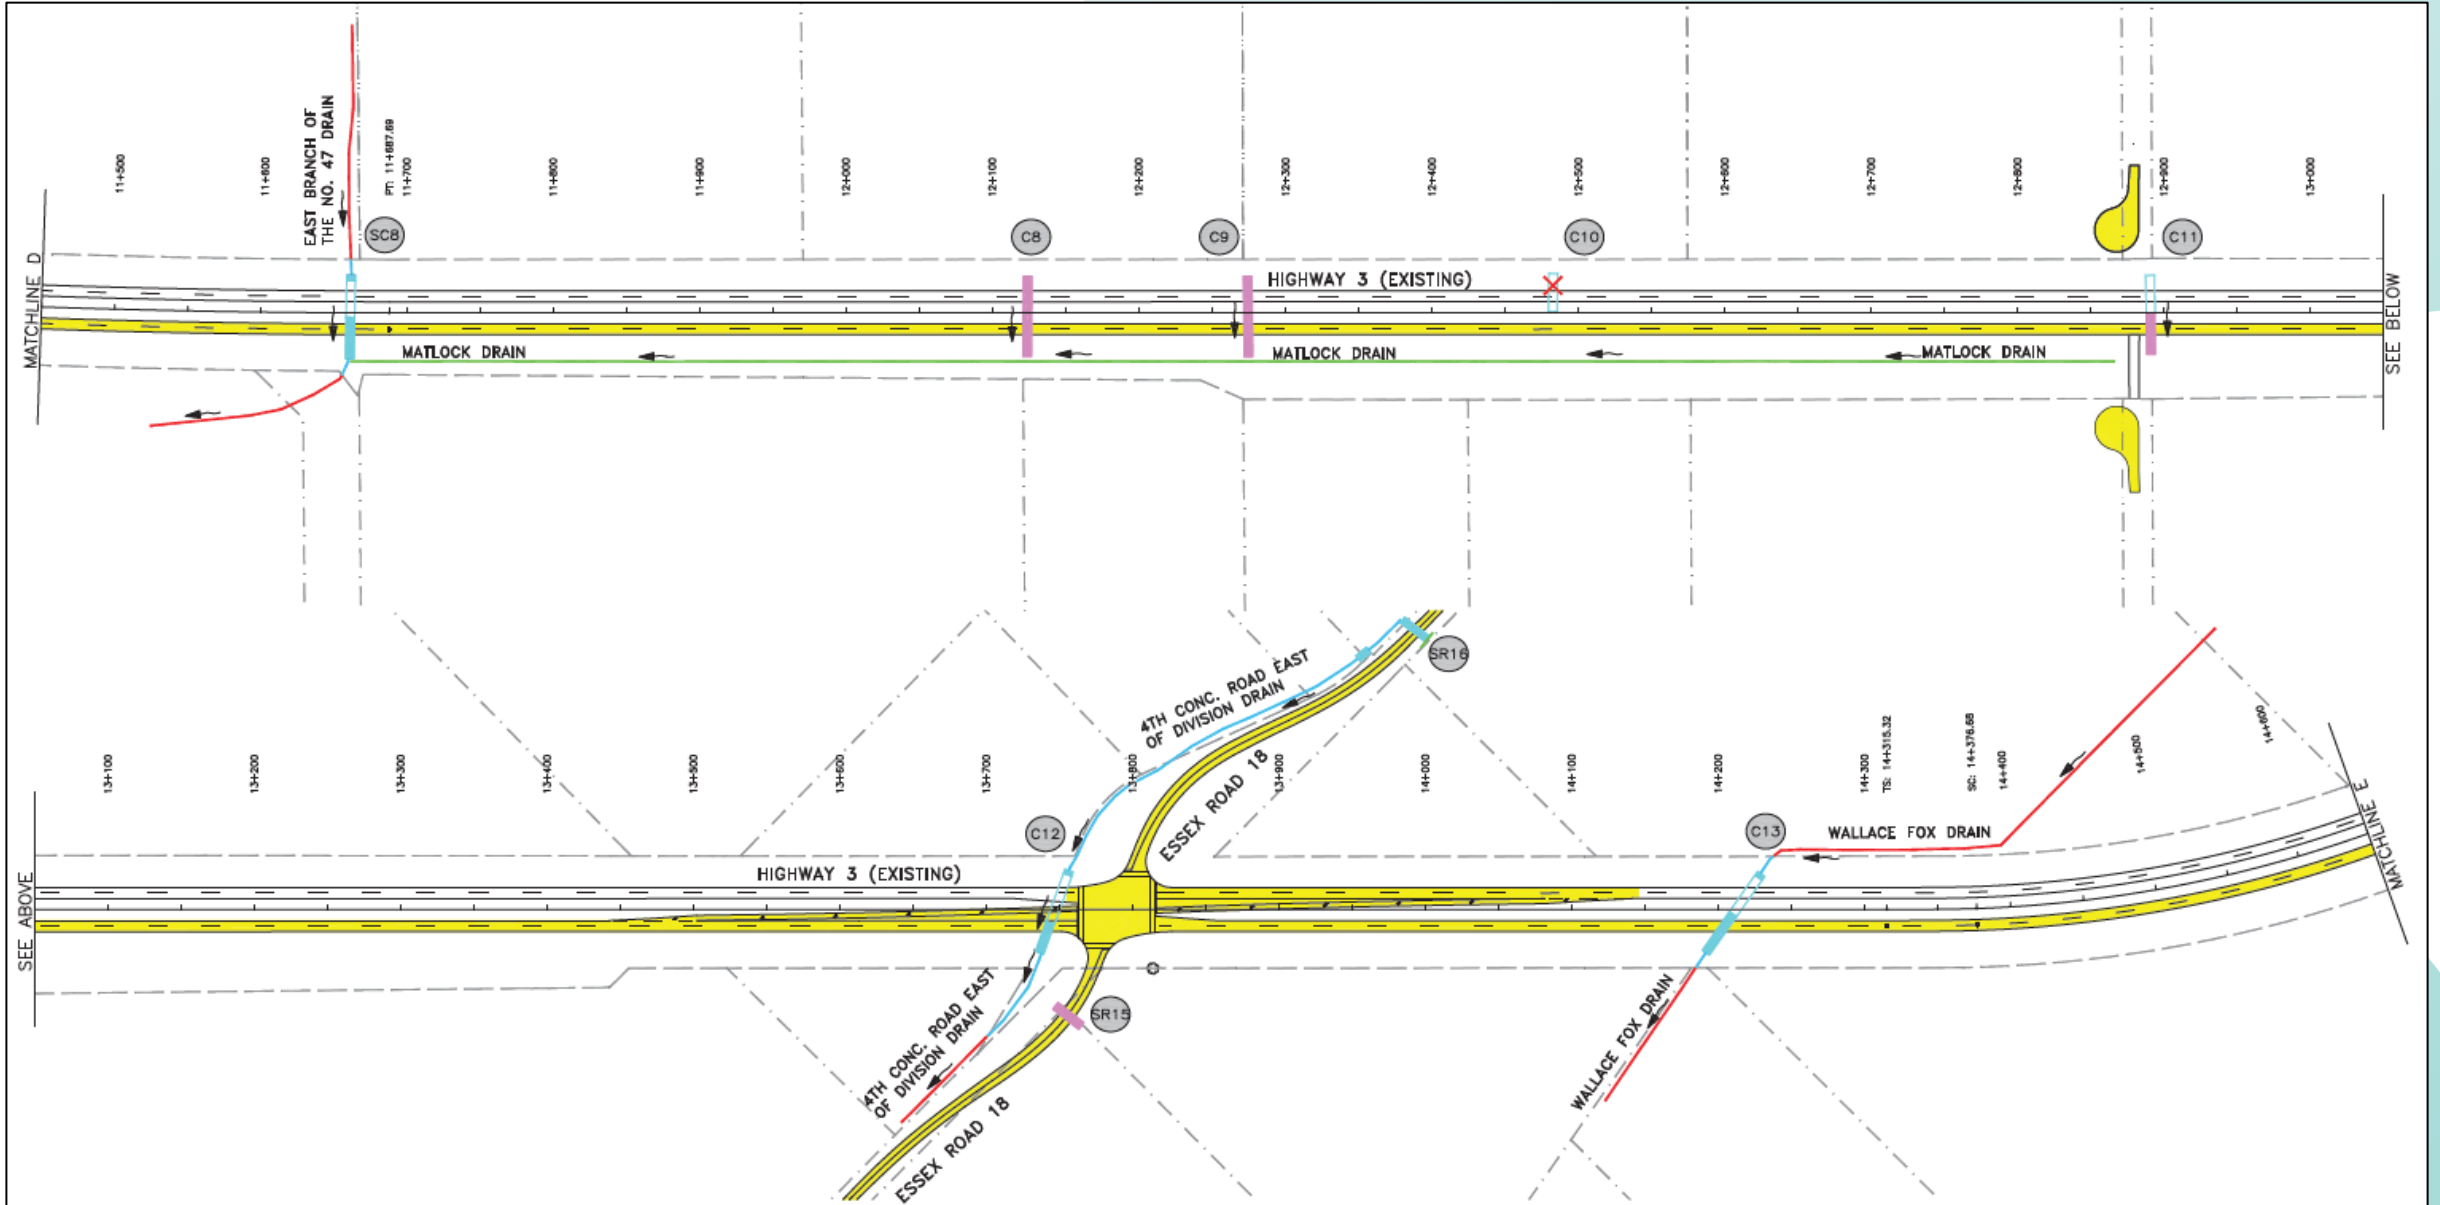 11+500
11+600
EAST BRANCH OF
THE NO. 47 DRAIN
PT: 11+687.69
11+700
11+800
11+900
12+000
12+100
12+200
12+300
12+400
12+500
12+600
12+700
12+800
12+900
13+000
SC8
C8
C9
C10
C11
MATCHLINE D
HIGHWAY 3 (EXISTING)
SEE BELOW
MATLOCK DRAIN
MATLOCK DRAIN
MATLOCK DRAIN
4TH CONC. ROAD EAST
OF DIVISION DRAIN
SR16
13+100
13+200
13+300
13+400
13+500
13+600
13+700
13+800
13+900
14+000
14+100
14+200
14+300
TS: 14+315.32
SC: 14+376.68
14+400
14+500
14+600
ESSEX ROAD 18
C12
C13
WALLACE FOX DRAIN
MATCHLINE E
HIGHWAY 3 (EXISTING)
SEE ABOVE
4TH CONC. ROAD EAST
OF DIVISION DRAIN
SR15
WALLACE FOX DRAIN
ESSEX ROAD 18